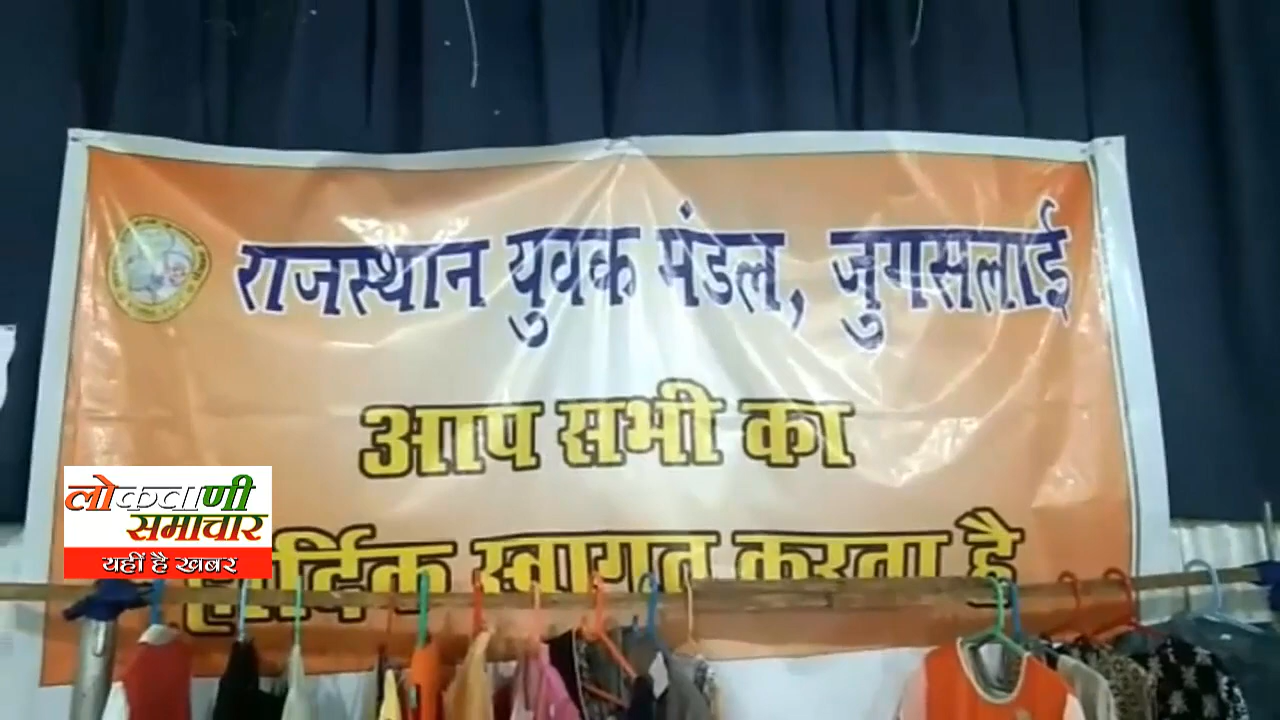 राजस्थान युवक मंडल, जुगसलाई
आप सभी का
हार्दिक स्वागत करता है
लोकवाणी
समाचार
यहीं है खबर